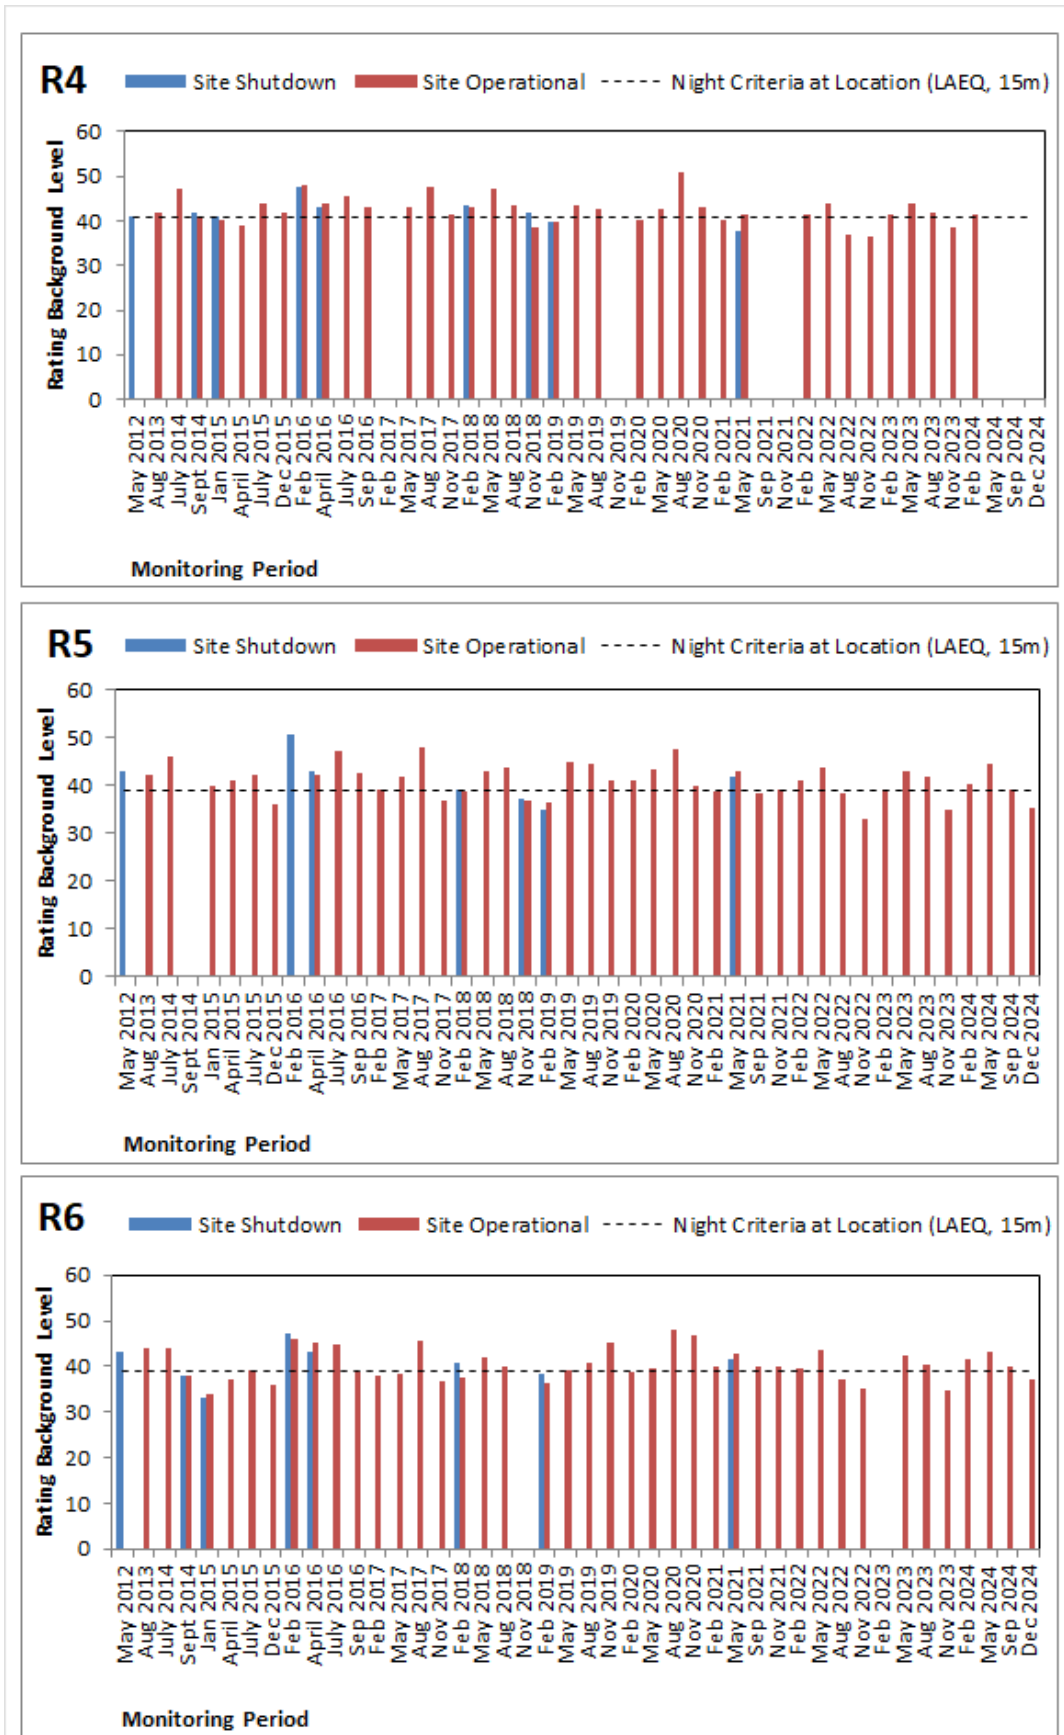 R4 Site Shutdown Site Operational Night Criteria at Location (LAEQ, 15m)
Rating Background Level
60
50
40
30
20
10
0
May 2012
Aug 2013
July 2014
Sept 2014
Jan 2015
April 2015
July 2015
Dec 2015
Feb 2016
April 2016
July 2016
Sep 2016
Feb 2017
May 2017
Aug 2017
Nov 2017
Feb 2018
May 2018
Aug 2018
Nov 2018
Feb 2019
May 2019
Aug 2019
Nov 2019
Feb 2020
May 2020
Aug 2020
Nov 2020
Feb 2021
May 2021
Sep 2021
Nov 2021
Feb 2022
May 2022
Aug 2022
Nov 2022
Feb 2023
May 2023
Aug 2023
Nov 2023
Feb 2024
May 2024
Sep 2024
Dec 2024
Monitoring Period
R5 Site Shutdown Site Operational Night Criteria at Location (LAEQ, 15m)
Rating Background Level
60
50
40
30
20
10
0
May 2012
Aug 2013
July 2014
Sept 2014
Jan 2015
April 2015
July 2015
Dec 2015
Feb 2016
April 2016
July 2016
Sep 2016
Feb 2017
May 2017
Aug 2017
Nov 2017
Feb 2018
May 2018
Aug 2018
Nov 2018
Feb 2019
May 2019
Aug 2019
Nov 2019
Feb 2020
May 2020
Aug 2020
Nov 2020
Feb 2021
May 2021
Sep 2021
Nov 2021
Feb 2022
May 2022
Aug 2022
Nov 2022
Feb 2023
May 2023
Aug 2023
Nov 2023
Feb 2024
May 2024
Sep 2024
Dec 2024
Monitoring Period
R6 Site Shutdown Site Operational Night Criteria at Location (LAEQ, 15m)
Rating Background Level
60
50
40
30
20
10
0
May 2012
Aug 2013
July 2014
Sept 2014
Jan 2015
April 2015
July 2015
Dec 2015
Feb 2016
April 2016
July 2016
Sep 2016
Feb 2017
May 2017
Aug 2017
Nov 2017
Feb 2018
May 2018
Aug 2018
Nov 2018
Feb 2019
May 2019
Aug 2019
Nov 2019
Feb 2020
May 2020
Aug 2020
Nov 2020
Feb 2021
May 2021
Sep 2021
Nov 2021
Feb 2022
May 2022
Aug 2022
Nov 2022
Feb 2023
May 2023
Aug 2023
Nov 2023
Feb 2024
May 2024
Sep 2024
Dec 2024
Monitoring Period